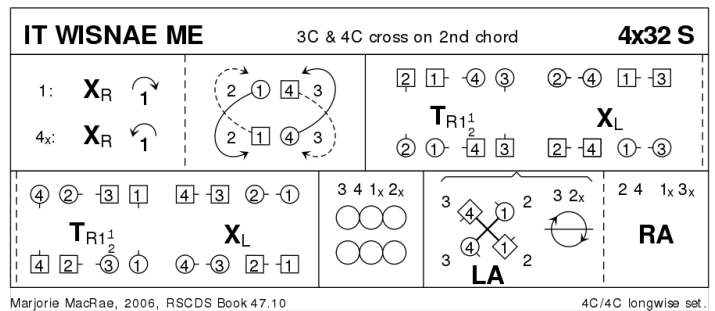 IT WISNAE ME 3C & 4C cross on 2nd chord 4x32 S
1: XR 1
4x: XR 1
2 1 4 3
2 1 4 3
2 1 4 3 2 4 1 3
TR1½ XL
2 1 4 3 2 4 1 3
4 2 3 1 4 3 2 1
TR1½ XL
4 2 3 1 4 3 2 1
3 4 1x 2x
3 4 1 2 3 2x
3 4 1 2
LA
2 4 1x 3x
RA
Marjorie MacRae, 2006, RSCDS Book 47.10 4C/4C longwise set.